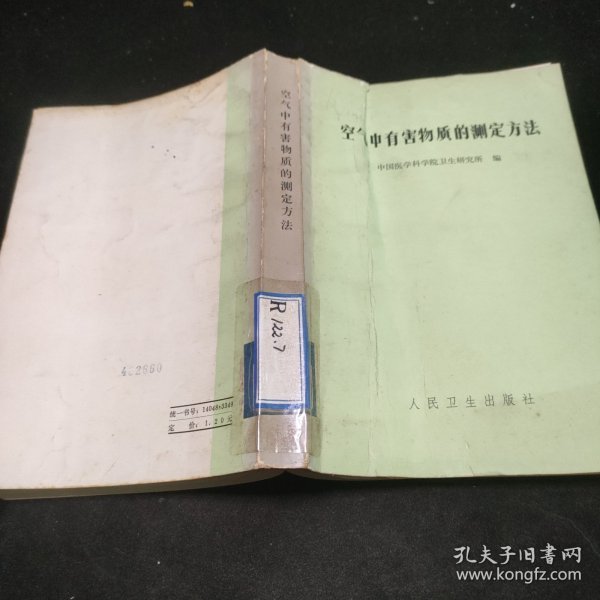 空气中有害物质的测定方法
中国医学科学院卫生研究所 编
人民卫生出版社
空气中有害物质的测定方法
R
122.7
402660
统一书号：14048·3348
定 价：1.20元
孔夫子旧书网
www.kongfz.com